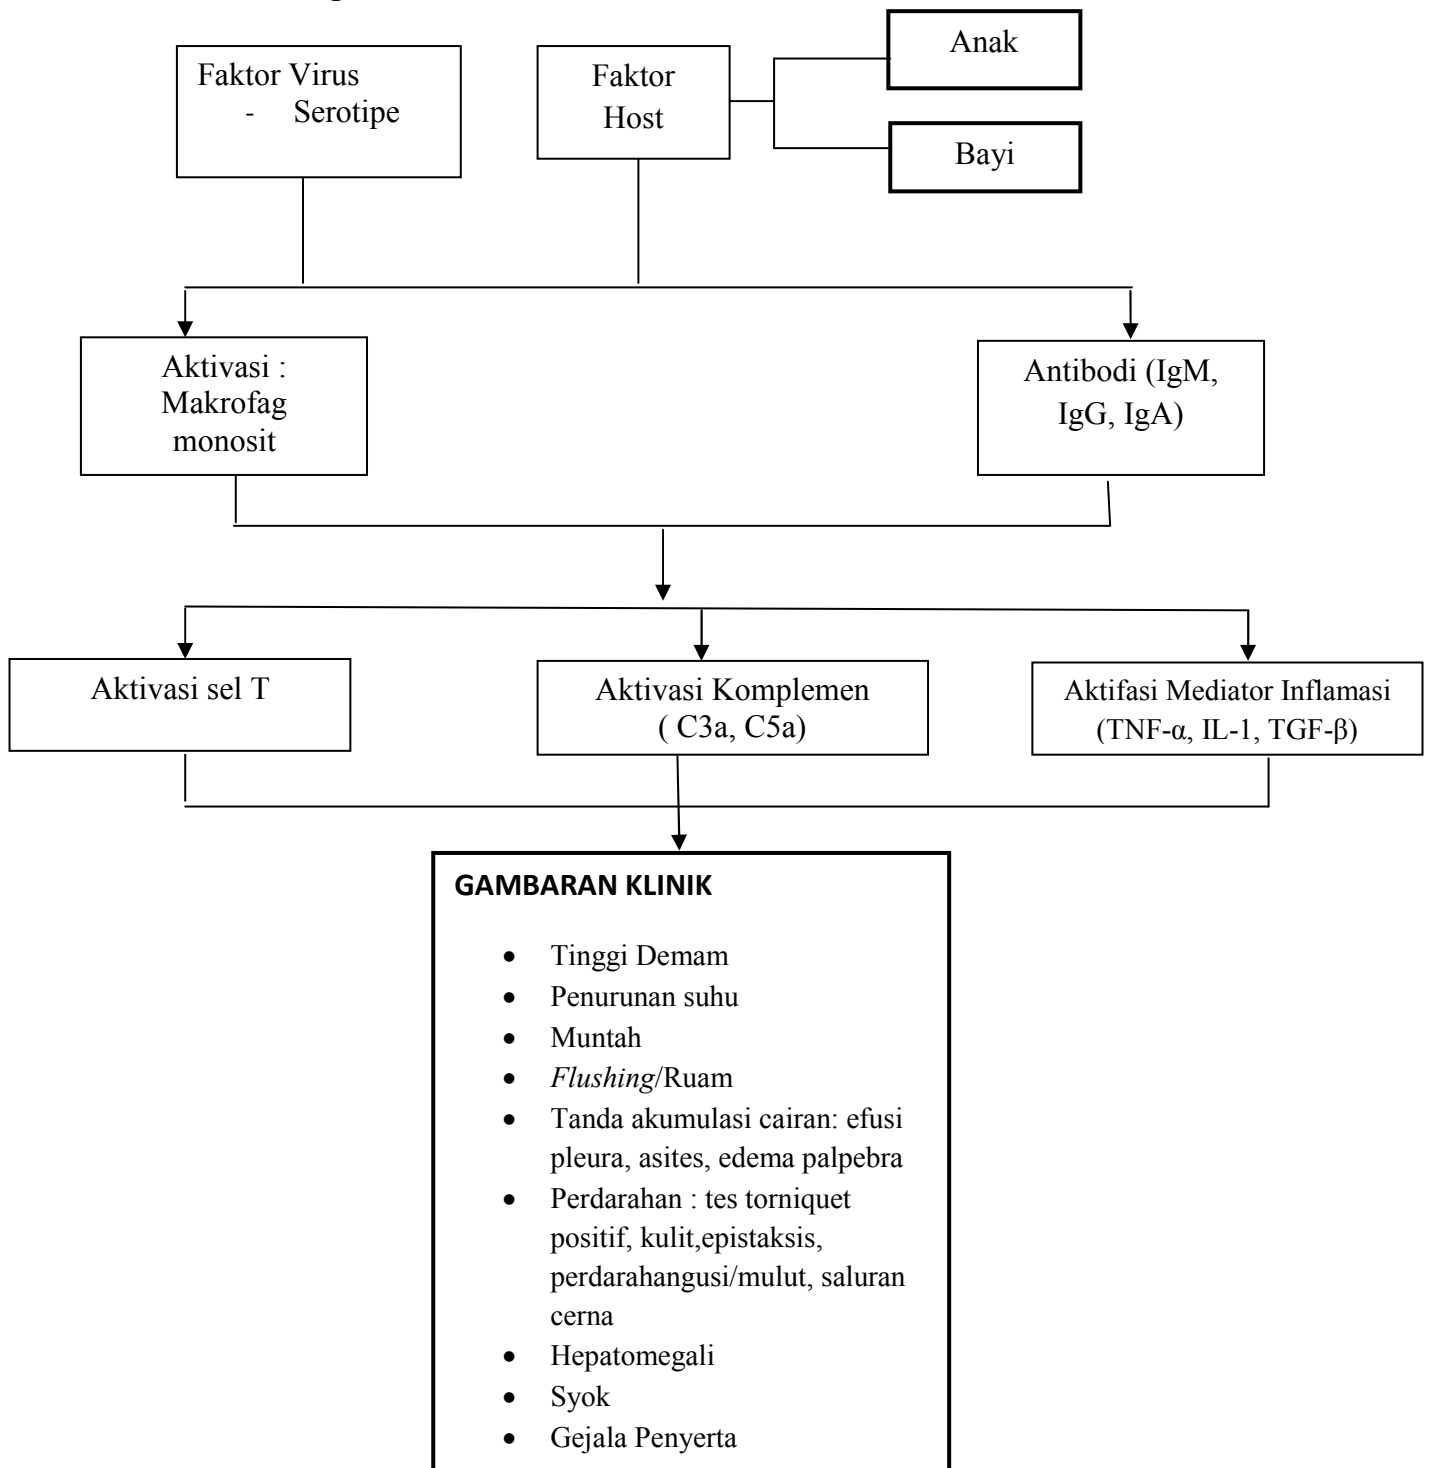 Anak
Faktor Virus
- Serotipe
Faktor
Host
Bayi
Aktivasi :
Makrofag
monosit
Antibodi (IgM,
IgG, IgA)
Aktivasi sel T
Aktivasi Komplemen
( C3a, C5a)
Aktifasi Mediator Inflamasi
(TNF-α, IL-1, TGF-β)
GAMBARAN KLINIK
• Tinggi Demam
• Penurunan suhu
• Muntah
• Flushing/Ruam
• Tanda akumulasi cairan: efusi
pleura, asites, edema palpebra
• Perdarahan : tes torniquet
positif, kulit,epistaksis,
perdarahangusi/mulut, saluran
cerna
• Hepatomegali
• Syok
• Gejala Penyerta